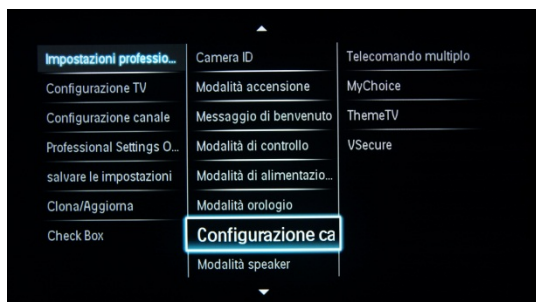 Impostazioni professio...
Configurazione TV
Configurazione canale
Professional Settings O...
salvare le impostazioni
Clona/Aggiorna
Check Box
Camera ID
Modalità accensione
Messaggio di benvenuto
Modalità di controllo
Modalità di alimentazio...
Modalità orologio
Configurazione ca
Modalità speaker
Telecomando multiplo
MyChoice
ThemeTV
VSecure